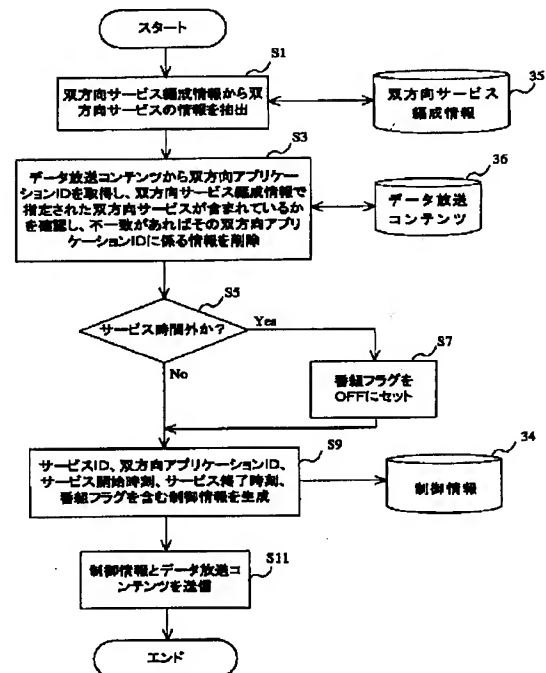 スタート
S1
双方向サービス編成情報から双
方向サービスの情報を抽出
35
双方向サービス
編成情報
S3
データ放送コンテンツから双方向アプリケー
ションIDを取得し、双方向サービス編成情報で
指定された双方向サービスが含まれているか
を確認し、不一致があればその双方向アプリ
ケーションIDに係る情報を削除
36
データ放送
コンテンツ
S5
サービス時間外か?
Yes
No
S7
番組フラグを
OFFにセット
S9
サービスID、双方向アプリケーションID、
サービス開始時刻、サービス終了時刻、
番組フラグを含む制御情報を生成
34
制御情報
S11
制御情報とデータ放送コ
ンテンツを送信
エンド